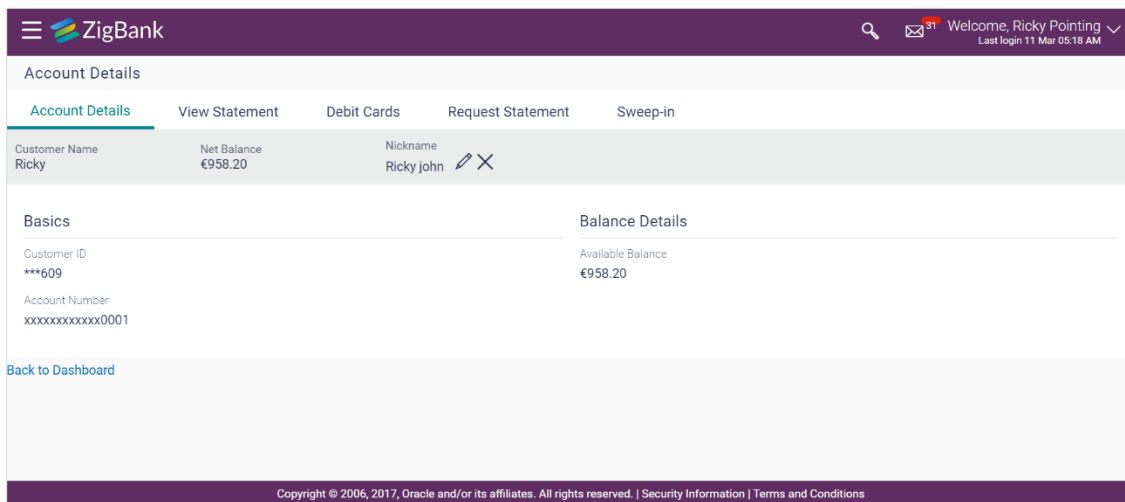 ZigBank
31
Welcome, Ricky Pointing
Last login 11 Mar 05:18 AM
Account Details
Account Details View Statement Debit Cards Request Statement Sweep-in
Customer Name Net Balance Nickname
Ricky €958.20 Ricky john
Basics
Customer ID
***609
Account Number
xxxxxxxxxxxx0001
Balance Details
Available Balance
€958.20
Back to Dashboard
Copyright © 2006, 2017, Oracle and/or its affiliates. All rights reserved. | Security Information | Terms and Conditions